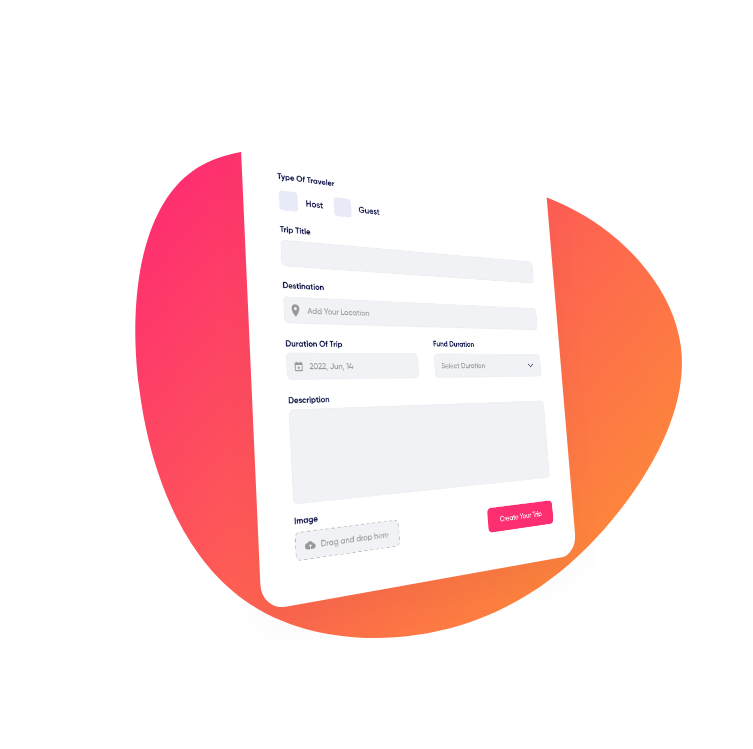 Type Of Traveler
Host Guest
Trip Title
Destination
Add Your Location
Duration Of Trip Fund Duration
2022, Jun, 14 Select Duration
Description
Image
Create Your Trip
Drag and drop here